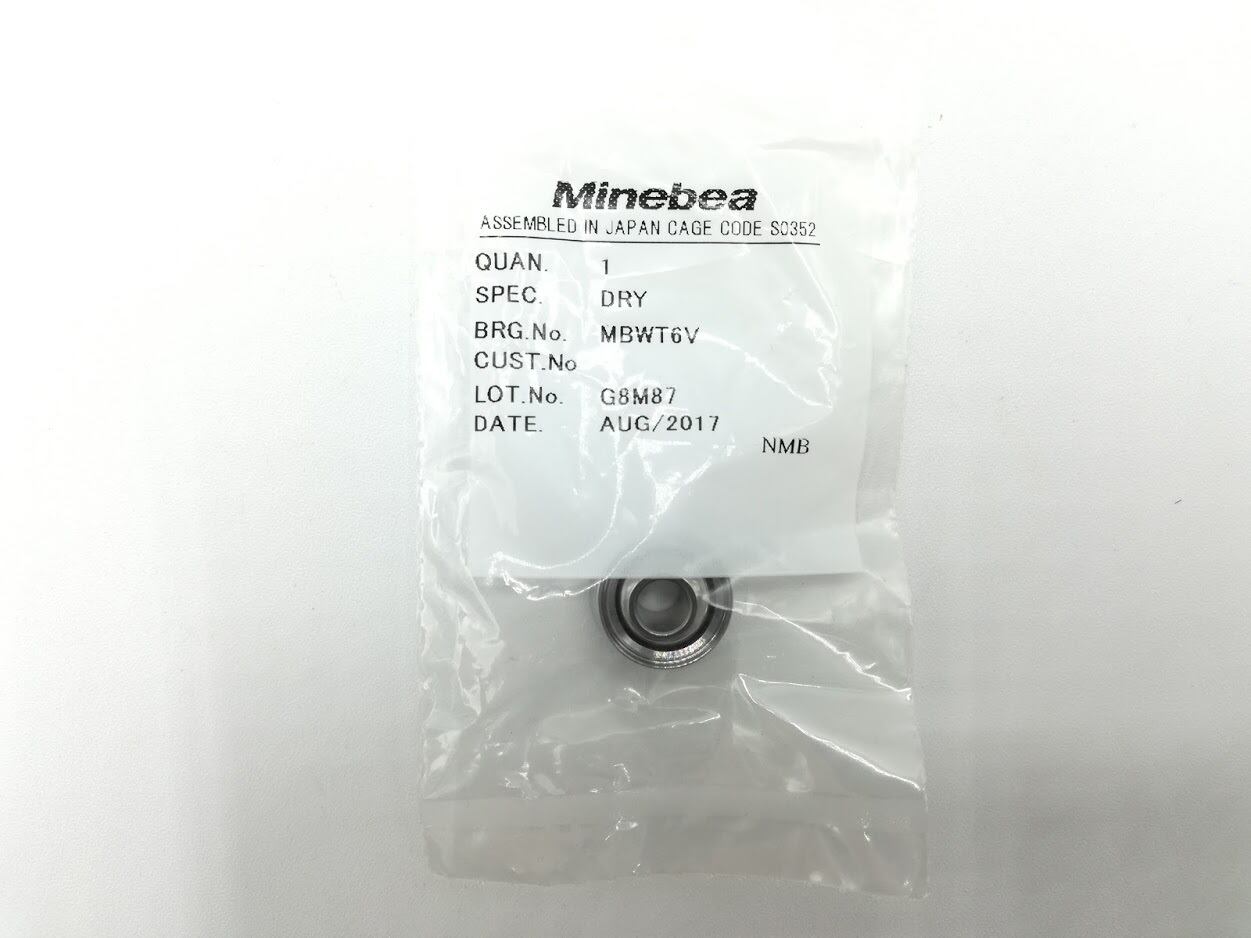 Minebea
ASSEMBLED IN JAPAN CAGE CODE S0352
QUAN. 1
SPEC. DRY
BRG.No. MBWT6V
CUST.No
LOT.No. G8M87
DATE. AUG/2017
NMB